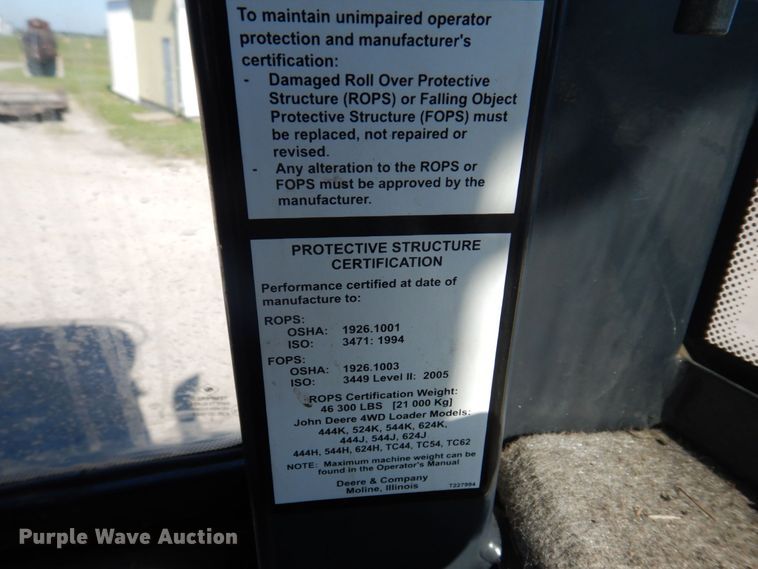 To maintain unimpaired operator
protection and manufacturer's
certification:
- Damaged Roll Over Protective
Structure (ROPS) or Falling Object
Protective Structure (FOPS) must
be replaced, not repaired or
revised.
- Any alteration to the ROPS or
FOPS must be approved by the
manufacturer.
PROTECTIVE STRUCTURE
CERTIFICATION
Performance certified at date of
manufacture to:
ROPS:
OSHA: 1926.1001
ISO: 3471: 1994
FOPS:
OSHA: 1926.1003
ISO: 3449 Level II: 2005
ROPS Certification Weight:
46 300 LBS [21 000 Kg]
John Deere 4WD Loader Models:
444K, 524K, 544K, 624K,
444J, 544J, 624J
444H, 544H, 624H, TC44, TC54, TC62
NOTE: Maximum machine weight can be
found in the Operator's Manual
Deere & Company
Moline, Illinois
T227994
Purple Wave Auction